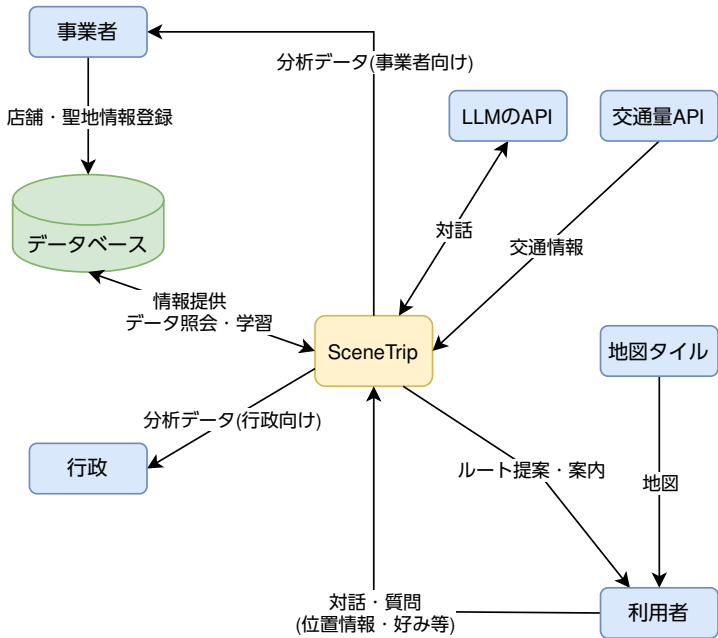 事業者
分析データ(事業者向け)
店舗・聖地情報登録
LLMのAPI
交通量API
データベース
対話
交通情報
情報提供
データ照会・学習
SceneTrip
地図タイル
分析データ(行政向け)
行政
ルート提案・案内
地図
対話・質問
(位置情報・好み等)
利用者